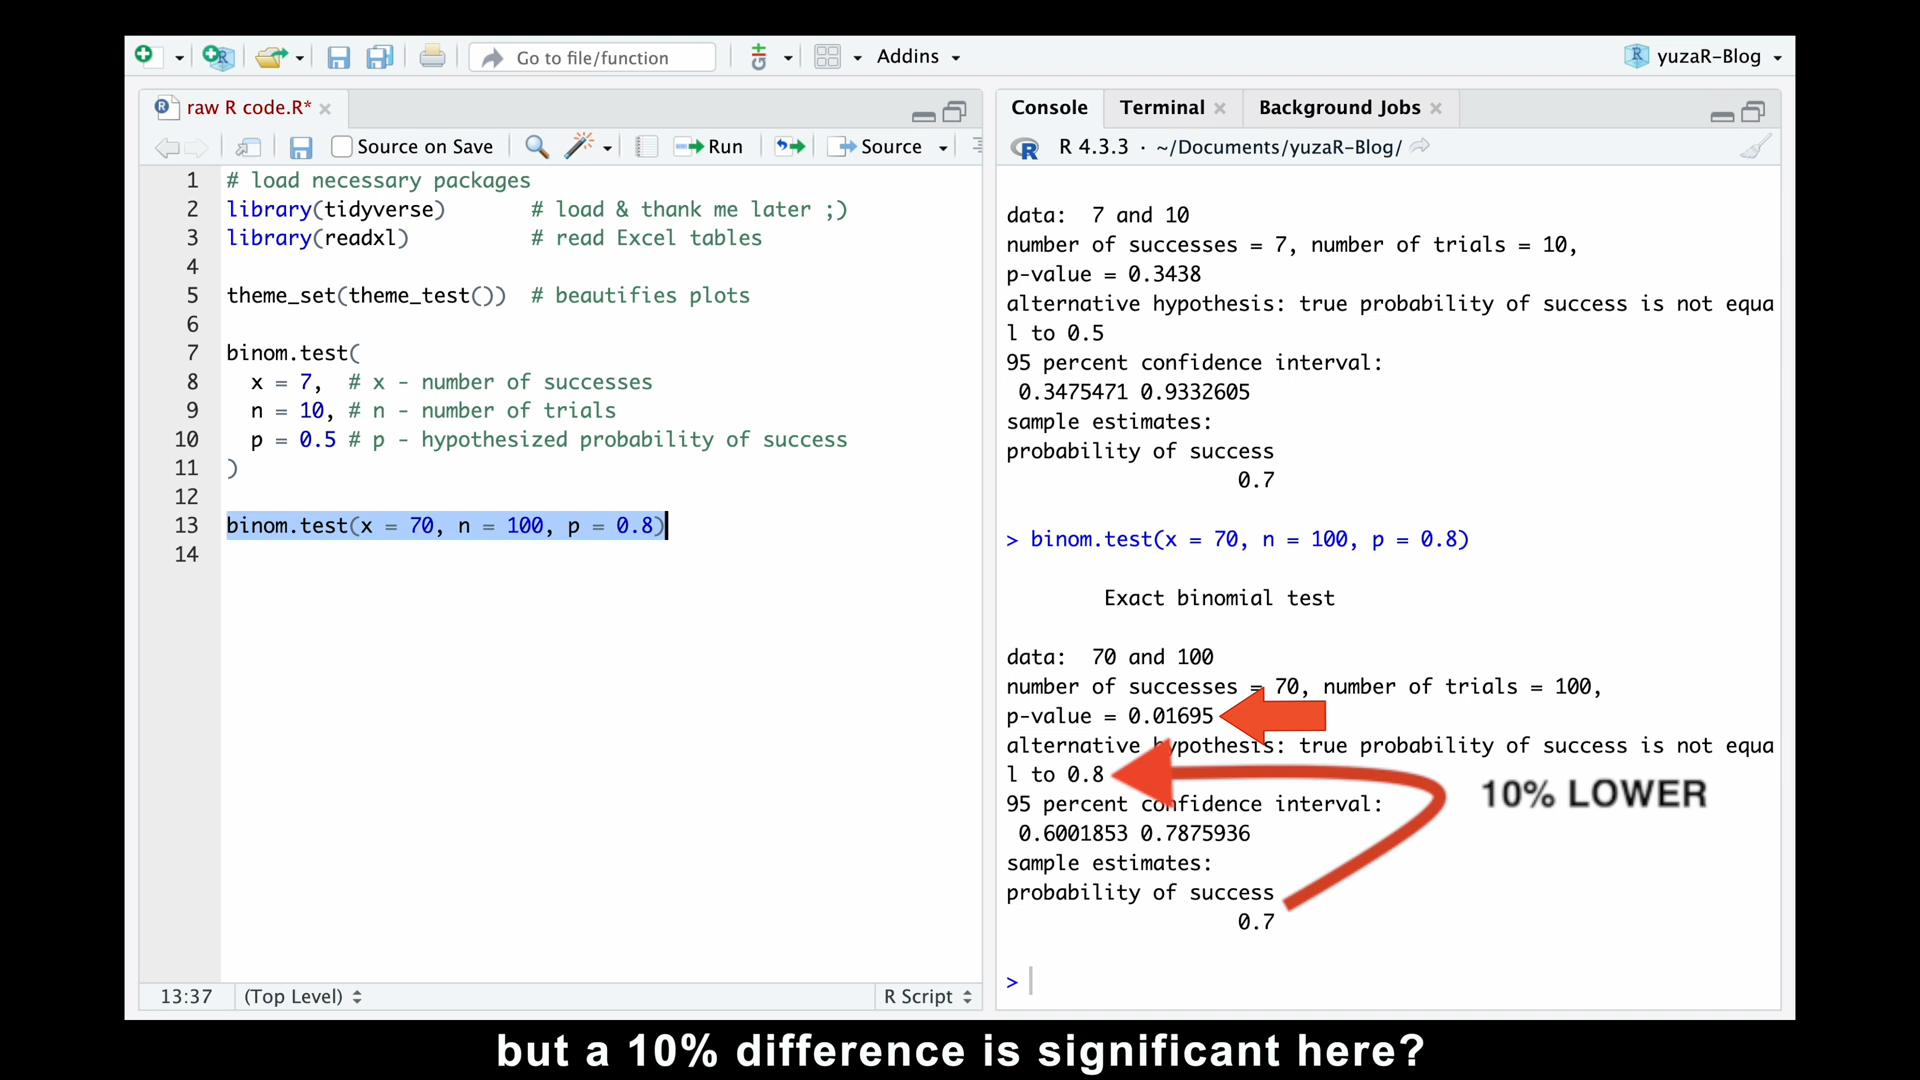 Go to file/function
Addins
yuzaR-Blog
raw R code.R*
Source on Save
Run
Source
1 # load necessary packages
2 library(tidyverse) # load & thank me later ;)
3 library(readxl) # read Excel tables
4
5 theme_set(theme_test()) # beautifies plots
6
7 binom.test(
8 x = 7, # x - number of successes
9 n = 10, # n - number of trials
10 p = 0.5 # p - hypothesized probability of success
11 )
12
13 binom.test(x = 70, n = 100, p = 0.8)
14
13:37 (Top Level) R Script
Console Terminal Background Jobs
R 4.3.3 · ~/Documents/yuzaR-Blog/
data: 7 and 10
number of successes = 7, number of trials = 10,
p-value = 0.3438
alternative hypothesis: true probability of success is not equa
l to 0.5
95 percent confidence interval:
0.3475471 0.9332605
sample estimates:
probability of success
0.7
> binom.test(x = 70, n = 100, p = 0.8)
Exact binomial test
data: 70 and 100
number of successes = 70, number of trials = 100,
p-value = 0.01695
alternative hypothesis: true probability of success is not equa
l to 0.8
10% LOWER
95 percent confidence interval:
0.6001853 0.7875936
sample estimates:
probability of success
0.7
>
but a 10% difference is significant here?